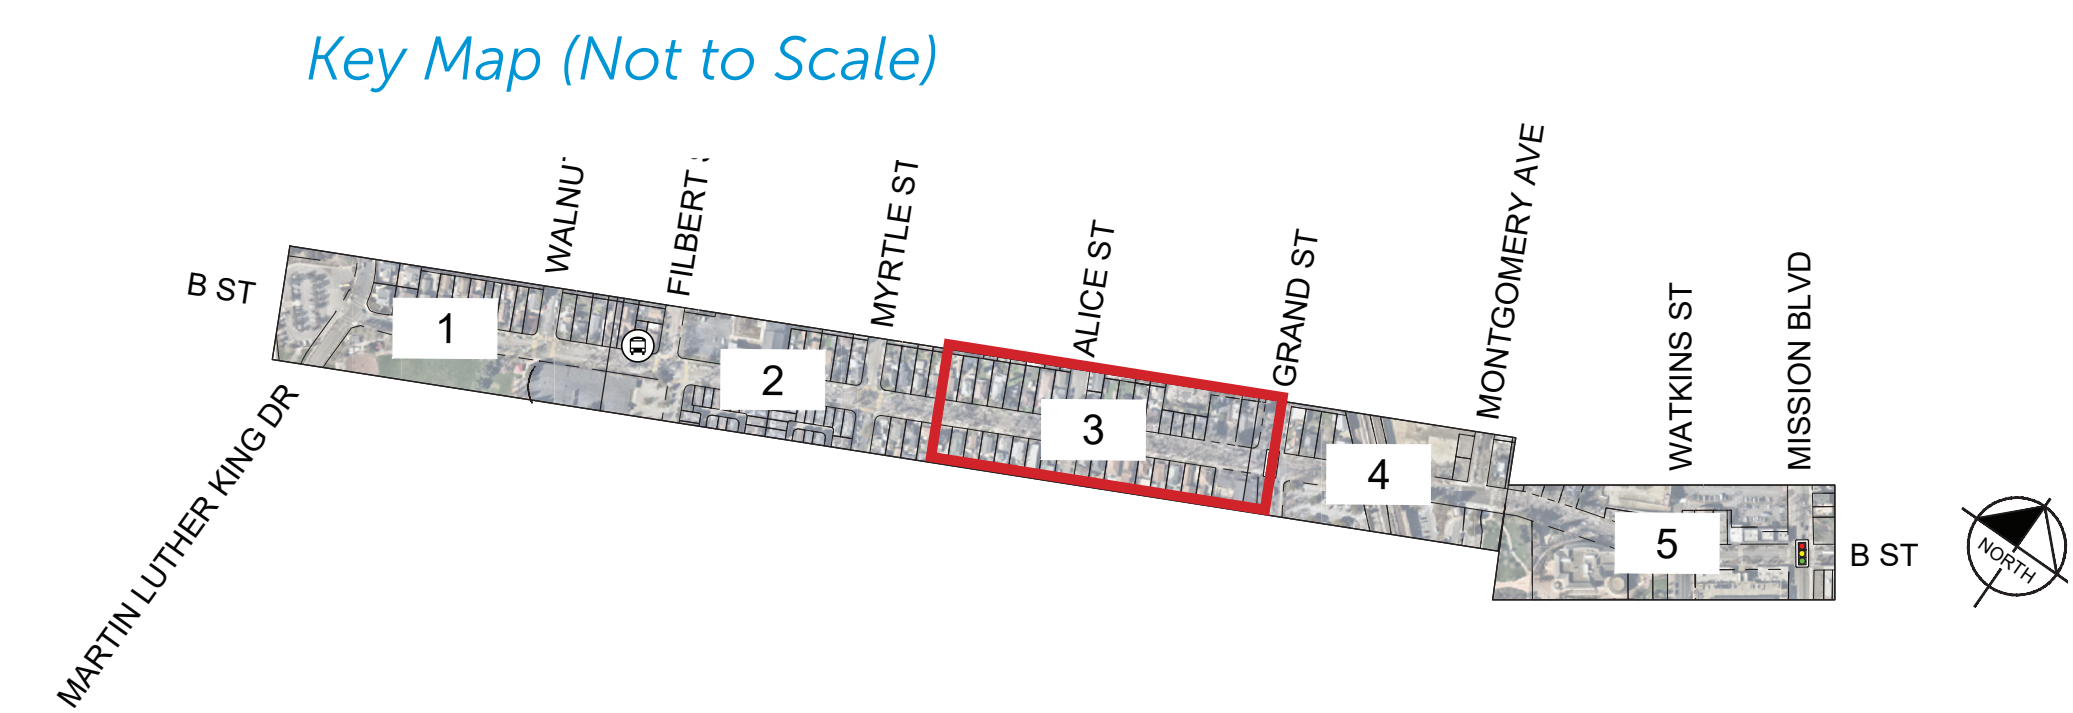 Key Map (Not to Scale)
B ST
MARTIN LUTHER KING DR
WALNU
FILBERT
MYRTLE ST
ALICE ST
GRAND ST
MONTGOMERY AVE
WATKINS ST
MISSION BLVD
1
2
3
4
5
B ST
NORTH